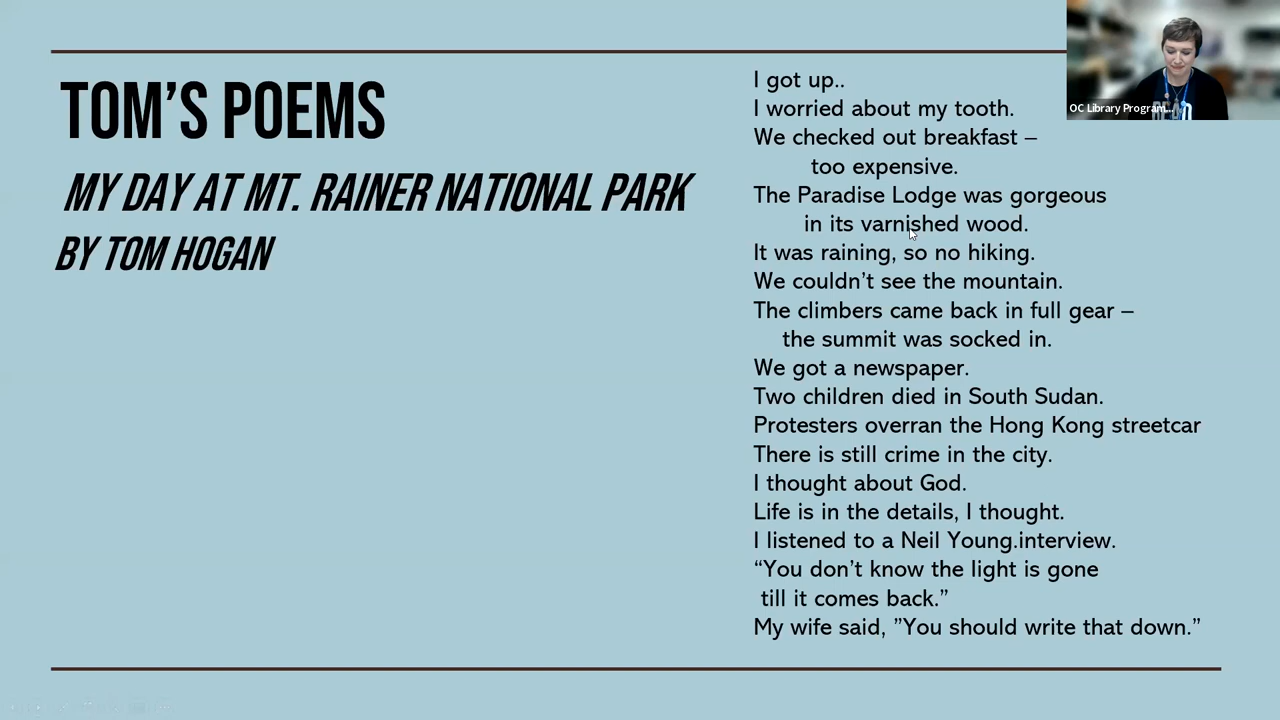 TOM'S POEMS
MY DAY AT MT. RAINER NATIONAL PARK
BY TOM HOGAN
I got up..
I worried about my tooth.
We checked out breakfast –
too expensive.
The Paradise Lodge was gorgeous
in its varnished wood.
It was raining, so no hiking.
We couldn't see the mountain.
The climbers came back in full gear –
the summit was socked in.
We got a newspaper.
Two children died in South Sudan.
Protesters overran the Hong Kong streetcar
There is still crime in the city.
I thought about God.
Life is in the details, I thought.
I listened to a Neil Young.interview.
“You don't know the light is gone
till it comes back.”
My wife said, ”You should write that down.”
OC Library Program...